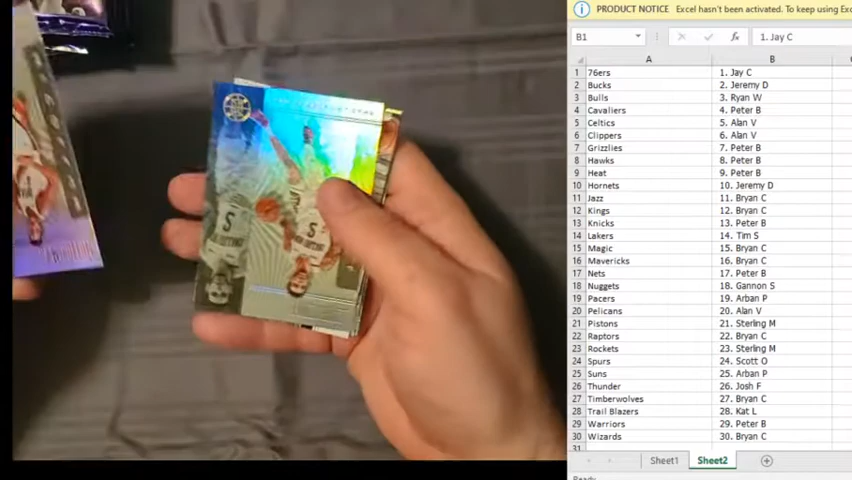 PRODUCT NOTICE Excel hasn't been activated. To keep using Exc
B1 fx 1. Jay C
A B
1 76ers 1. Jay C
2 Bucks 2. Jeremy D
3 Bulls 3. Ryan W
4 Cavaliers 4. Peter B
5 Celtics 5. Alan V
6 Clippers 6. Alan V
7 Grizzlies 7. Peter B
8 Hawks 8. Peter B
9 Heat 9. Peter B
10 Hornets 10. Jeremy D
11 Jazz 11. Bryan C
12 Kings 12. Bryan C
13 Knicks 13. Peter B
14 Lakers 14. Tim S
15 Magic 15. Bryan C
16 Mavericks 16. Bryan C
17 Nets 17. Peter B
18 Nuggets 18. Gannon S
19 Pacers 19. Arban P
20 Pelicans 20. Alan V
21 Pistons 21. Sterling M
22 Raptors 22. Bryan C
23 Rockets 23. Sterling M
24 Spurs 24. Scott O
25 Suns 25. Arban P
26 Thunder 26. Josh F
27 Timberwolves 27. Bryan C
28 Trail Blazers 28. Kat L
29 Warriors 29. Peter B
30 Wizards 30. Bryan C
31
Sheet1 Sheet2
Ready
5
5